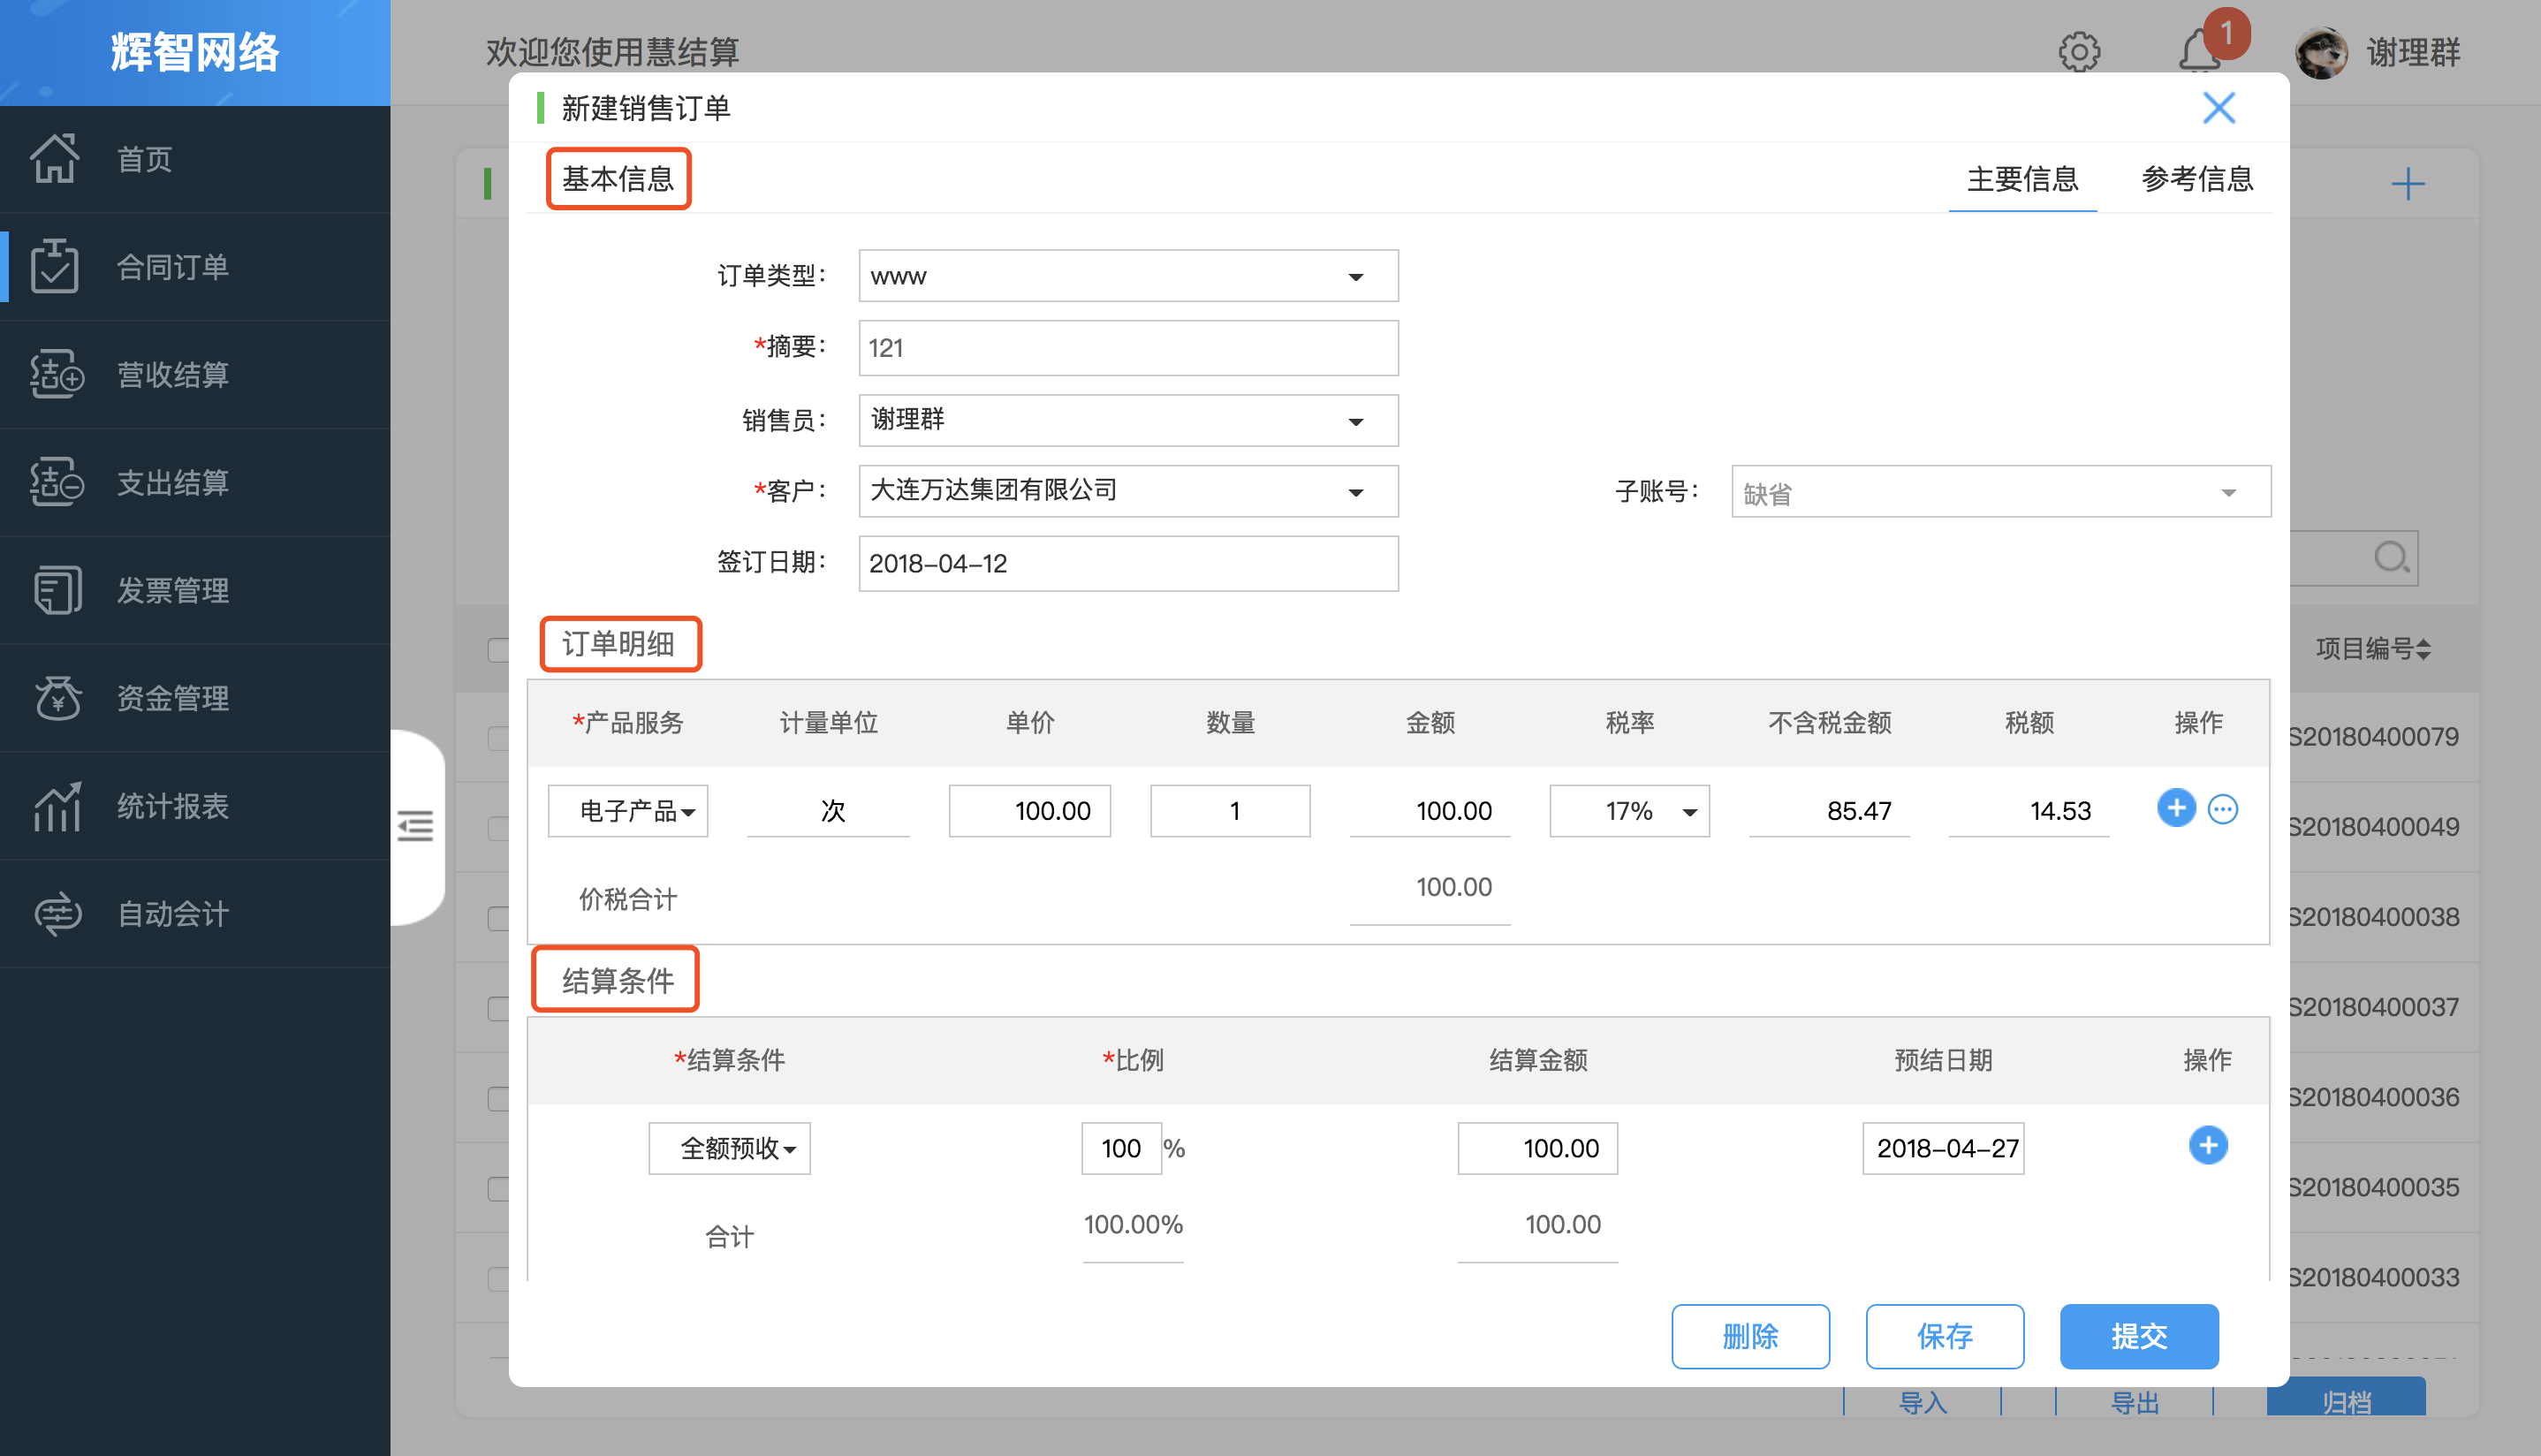 辉智网络
欢迎您使用慧结算
1
谢理群
首页
合同订单
营收结算
支出结算
发票管理
资金管理
统计报表
自动会计
新建销售订单
基本信息
主要信息 参考信息
订单类型: www
*摘要: 121
销售员: 谢理群
*客户: 大连万达集团有限公司 子账号: 缺省
签订日期: 2018-04-12
订单明细
*产品服务 计量单位 单价 数量 金额 税率 不含税金额 税额 操作
电子产品 次 100.00 1 100.00 17% 85.47 14.53
价税合计 100.00
结算条件
*结算条件 *比例 结算金额 预结日期 操作
全额预收 100 % 100.00 2018-04-27
合计 100.00% 100.00
删除 保存 提交
项目编号
S20180400079
S20180400049
S20180400038
S20180400037
S20180400036
S20180400035
S20180400033
导入 导出 归档